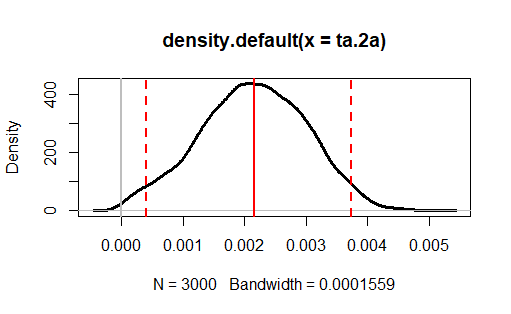 density.default(x = ta.2a)
Density
0
200
400
0.000 0.001 0.002 0.003 0.004 0.005
N = 3000 Bandwidth = 0.0001559